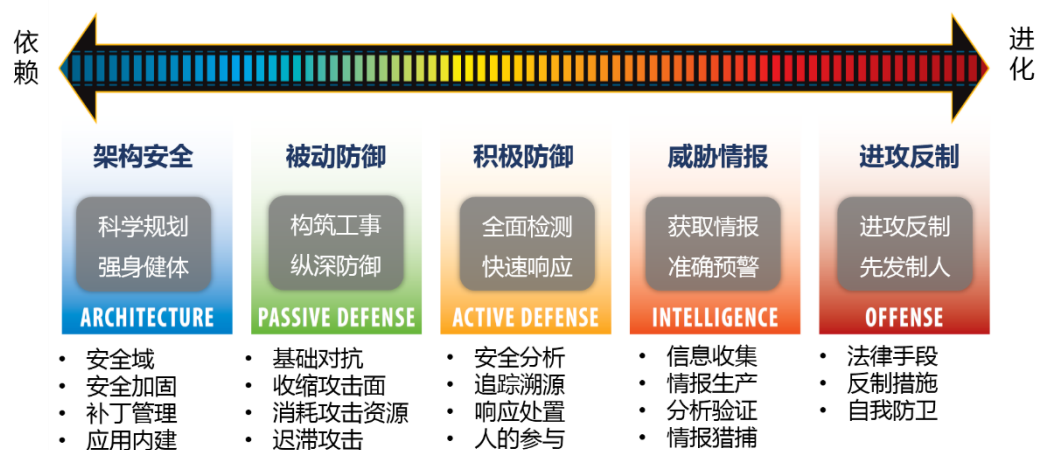 依赖
进化
架构安全
科学规划
强身健体
ARCHITECTURE
• 安全域
• 安全加固
• 补丁管理
• 应用内建
被动防御
构筑工事
纵深防御
PASSIVE DEFENSE
• 基础对抗
• 收缩攻击面
• 消耗攻击资源
• 迟滞攻击
积极防御
全面检测
快速响应
ACTIVE DEFENSE
• 安全分析
• 追踪溯源
• 响应处置
• 人的参与
威胁情报
获取情报
准确预警
INTELLIGENCE
• 信息收集
• 情报生产
• 分析验证
• 情报猎捕
进攻反制
进攻反制
先发制人
OFFENSE
• 法律手段
• 反制措施
• 自我防卫